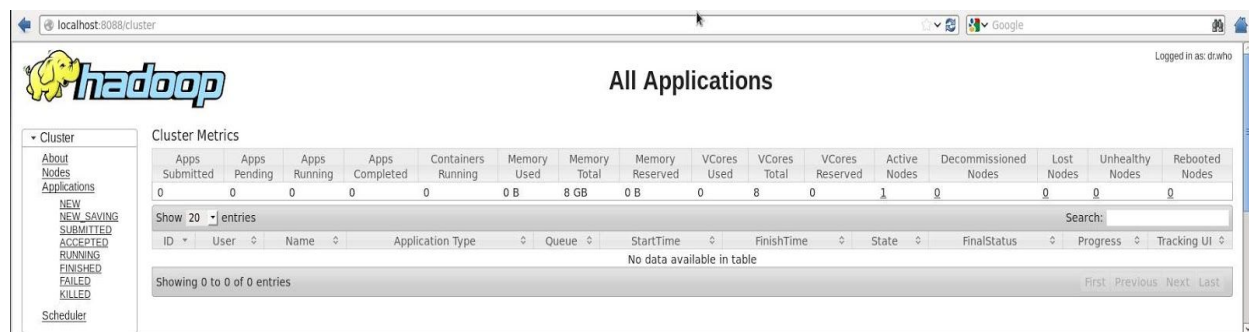 localhost:8088/cluster
Google
Logged in as: dr.who
hadoop
All Applications
Cluster
About
Nodes
Applications
NEW
NEW_SAVING
SUBMITTED
ACCEPTED
RUNNING
FINISHED
FAILED
KILLED
Scheduler
Cluster Metrics
Apps Submitted Apps Pending Apps Running Apps Completed Containers Running Memory Used Memory Total Memory Reserved VCores Used VCores Total VCores Reserved Active Nodes Decommissioned Nodes Lost Nodes Unhealthy Nodes Rebooted Nodes
0 0 0 0 0 0 B 8 GB 0 B 0 8 0 1 0 0 0 0
Show 20 entries Search:
ID User Name Application Type Queue StartTime FinishTime State FinalStatus Progress Tracking UI
No data available in table
Showing 0 to 0 of 0 entries First Previous Next Last